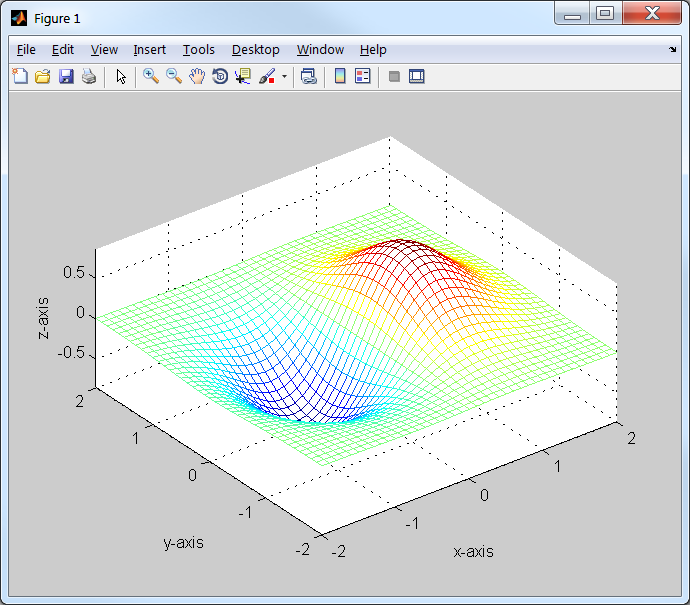 Figure 1
File Edit View Insert Tools Desktop Window Help
0.5
0
-0.5
z-axis
2
1
0
-1
-2
y-axis
-2
-1
0
1
2
x-axis